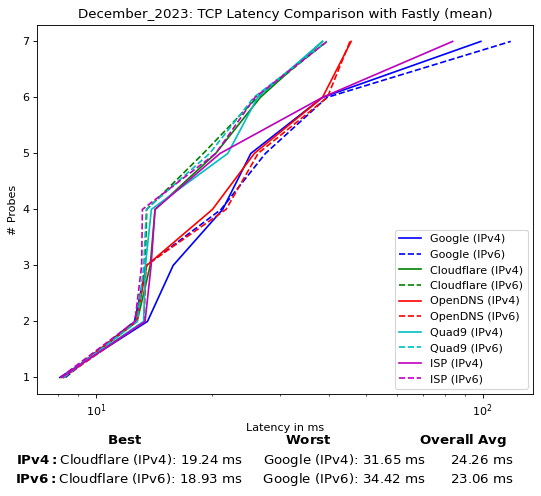 December_2023: TCP Latency Comparison with Fastly (mean)
7
6
5
4
3
2
1
# Probes
Google (IPv4)
Google (IPv6)
Cloudflare (IPv4)
Cloudflare (IPv6)
OpenDNS (IPv4)
OpenDNS (IPv6)
Quad9 (IPv4)
Quad9 (IPv6)
ISP (IPv4)
ISP (IPv6)
10¹ 10²
Latency in ms
Best Worst Overall Avg
IPv4: Cloudflare (IPv4): 19.24 ms Google (IPv4): 31.65 ms 24.26 ms
IPv6: Cloudflare (IPv6): 18.93 ms Google (IPv6): 34.42 ms 23.06 ms